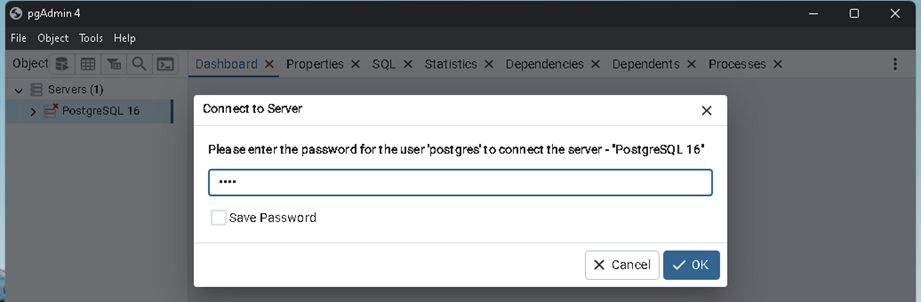 pgAdmin 4
File Object Tools Help
Object
Dashboard Properties SQL Statistics Dependencies Dependents Processes
Servers (1)
PostgreSQL 16
Connect to Server
Please enter the password for the user 'postgres' to connect the server - "PostgreSQL 16"
••••
Save Password
Cancel OK